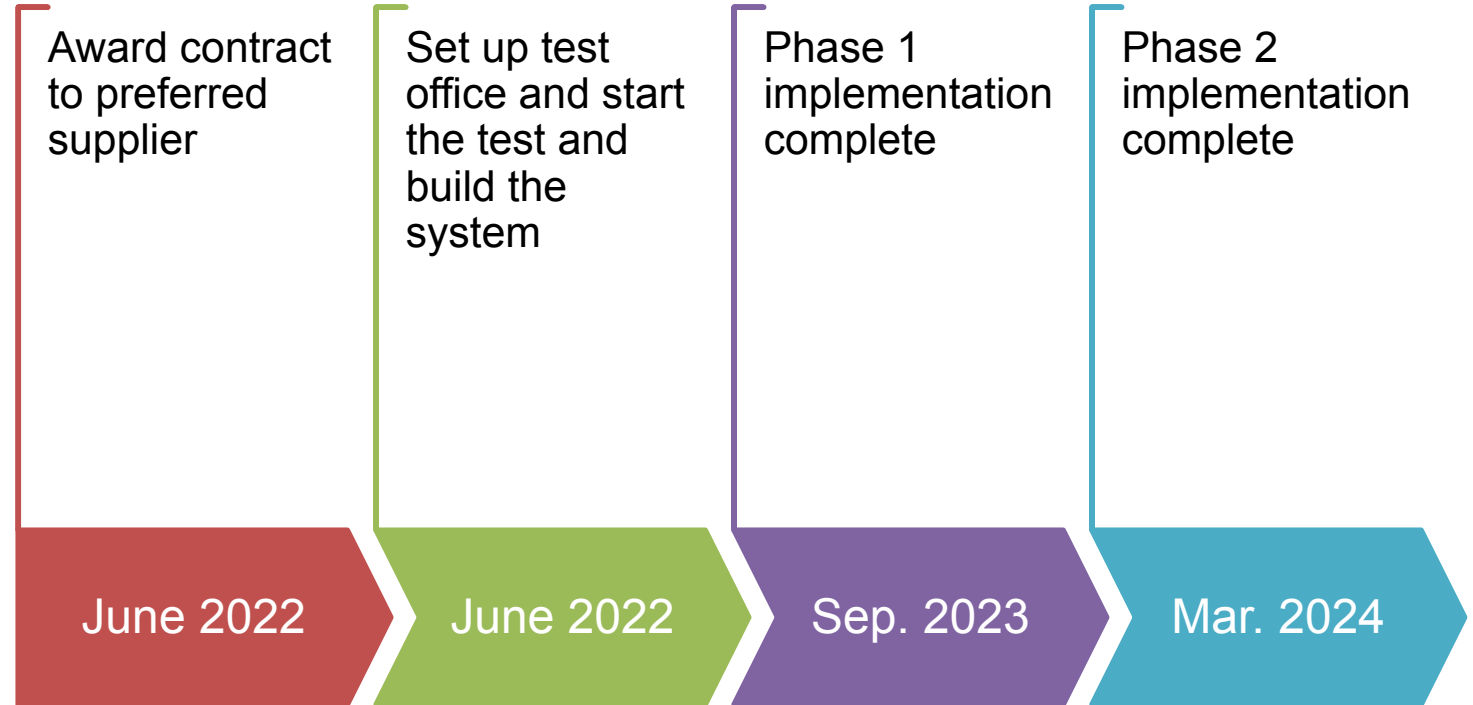 Award contract
to preferred
supplier
Set up test
office and start
the test and
build the
system
Phase 1
implementation
complete
Phase 2
implementation
complete
June 2022
June 2022
Sep. 2023
Mar. 2024